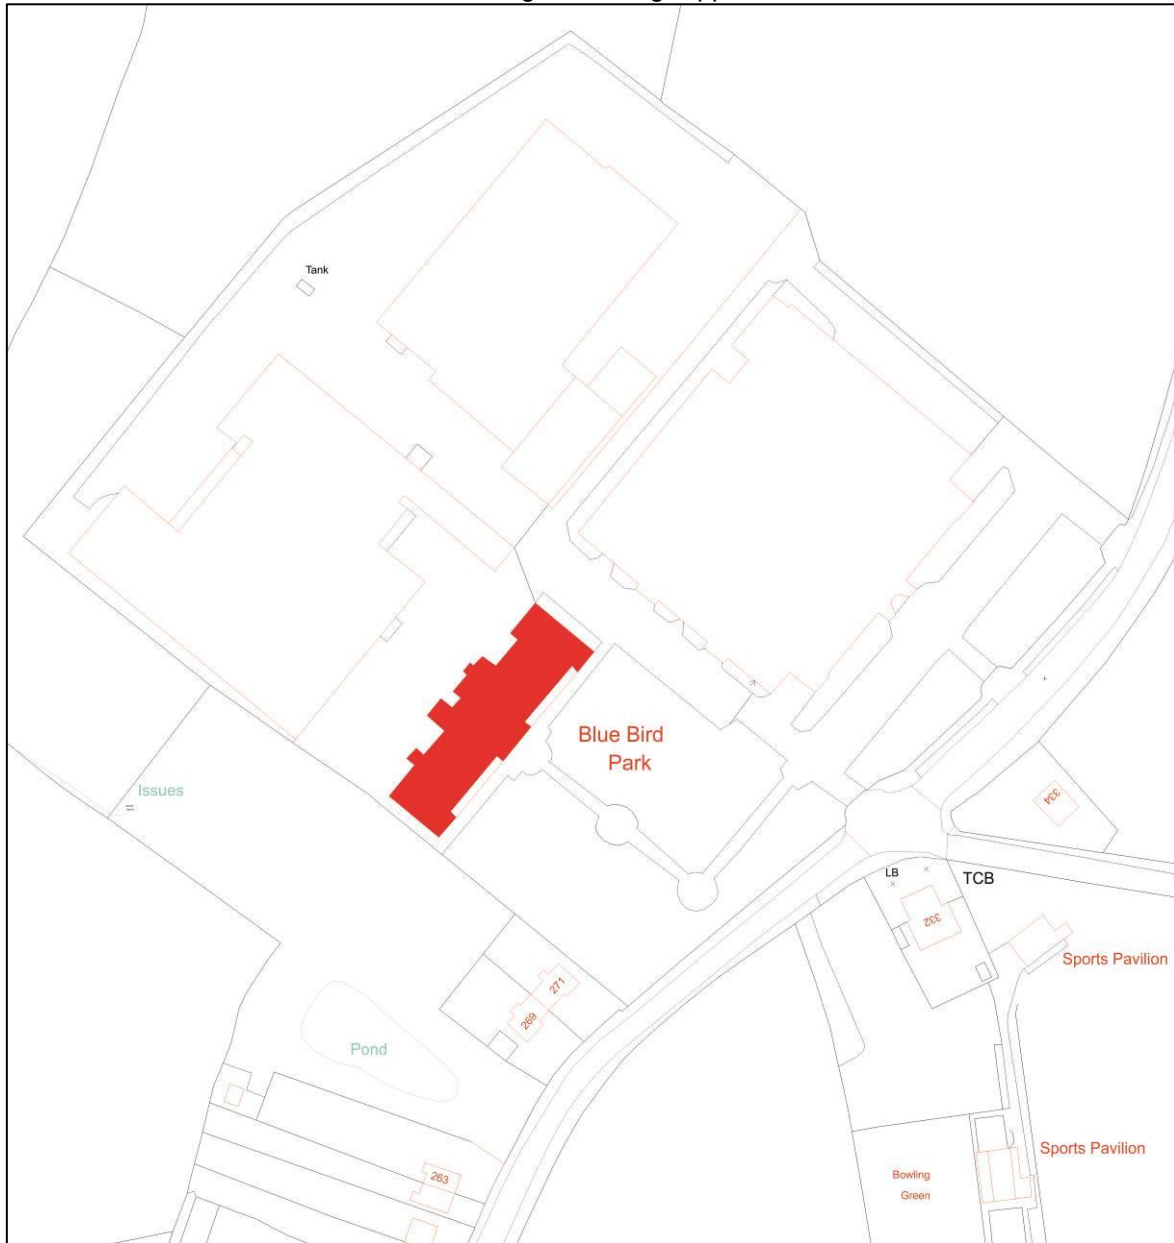 Tank
Blue Bird
Park
Issues
334
LB
TCB
332
Sports Pavilion
271
269
Pond
Sports Pavilion
263
Bowling
Green